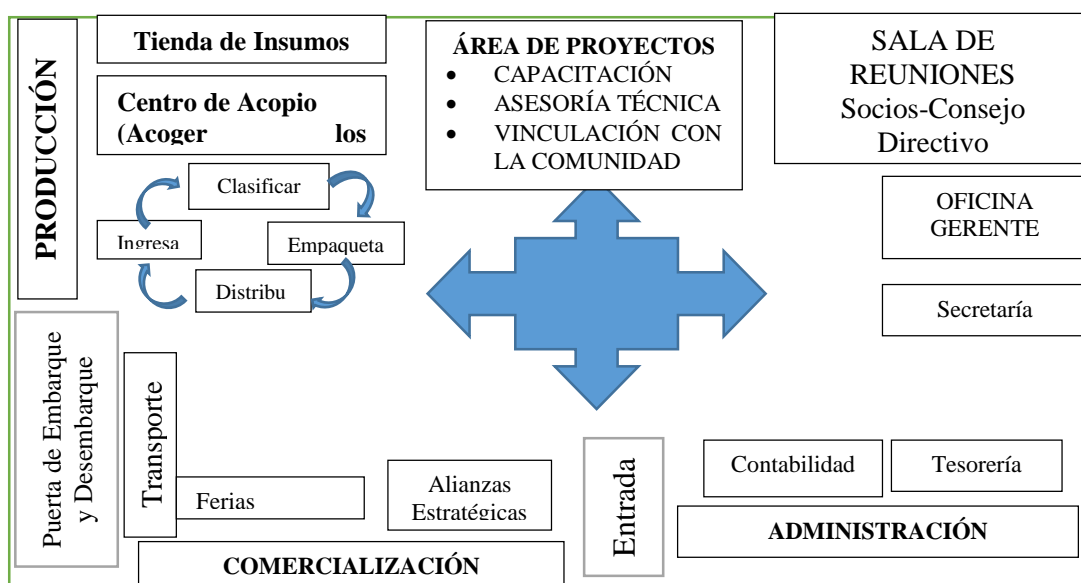 PRODUCCIÓN
Tienda de Insumos
Centro de Acopio
(Acoger los
Clasificar
Ingresa
Empaqueta
Distribu
ÁREA DE PROYECTOS
• CAPACITACIÓN
• ASESORÍA TÉCNICA
• VINCULACIÓN CON
LA COMUNIDAD
SALA DE
REUNIONES
Socios-Consejo
Directivo
OFICINA
GERENTE
Secretaría
Puerta de Embarque
y Desembarque
Transporte
Ferias
Alianzas
Estratégicas
COMERCIALIZACIÓN
Entrada
Contabilidad
Tesorería
ADMINISTRACIÓN